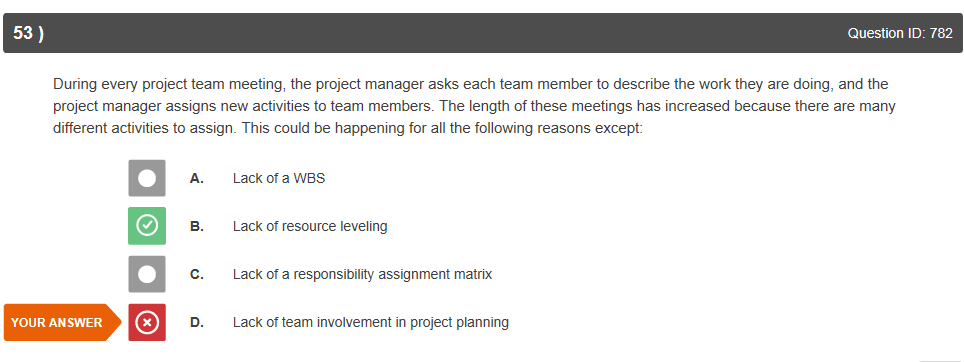 53 ) Question ID: 782
During every project team meeting, the project manager asks each team member to describe the work they are doing, and the
project manager assigns new activities to team members. The length of these meetings has increased because there are many
different activities to assign. This could be happening for all the following reasons except:
A. Lack of a WBS
B. Lack of resource leveling
C. Lack of a responsibility assignment matrix
YOUR ANSWER D. Lack of team involvement in project planning